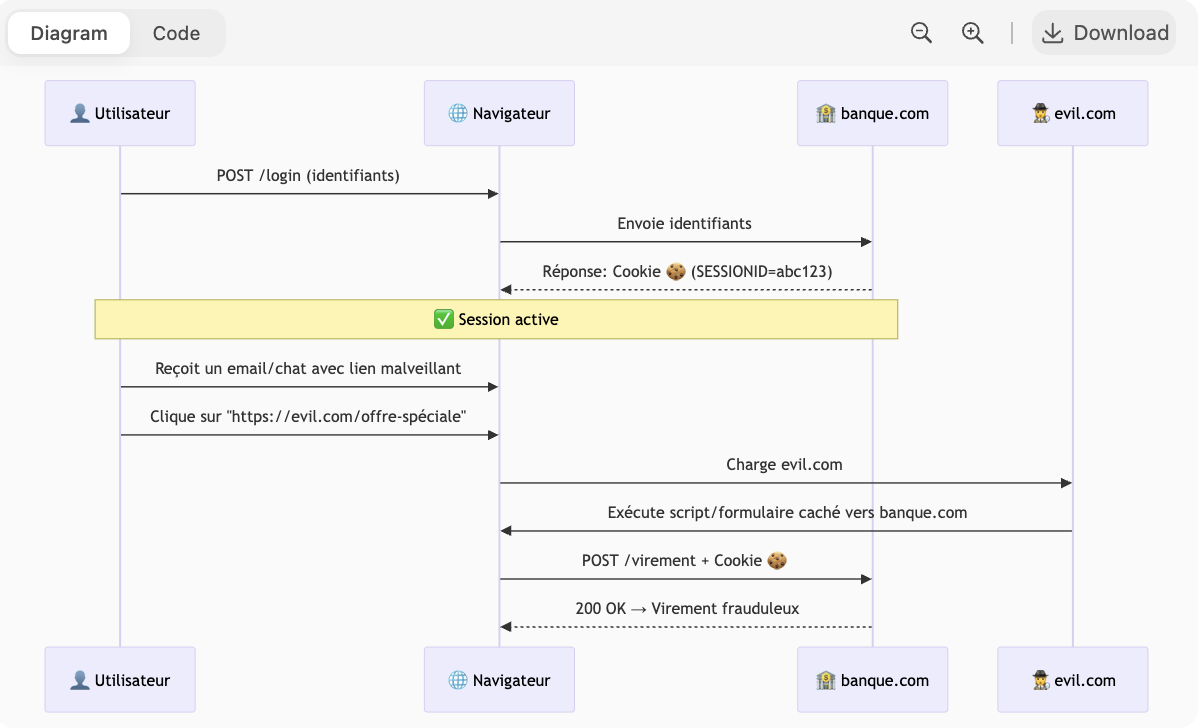 Diagram
Code
Download
👤 Utilisateur
🌐 Navigateur
🏦 banque.com
🕵️ evil.com
POST /login (identifiants)
Envoie identifiants
Réponse: Cookie 🍪 (SESSIONID=abc123)
✅ Session active
Reçoit un email/chat avec lien malveillant
Clique sur "https://evil.com/offre-spéciale"
Charge evil.com
Exécute script/formulaire caché vers banque.com
POST /virement + Cookie 🍪
200 OK → Virement frauduleux
👤 Utilisateur
🌐 Navigateur
🏦 banque.com
🕵️ evil.com